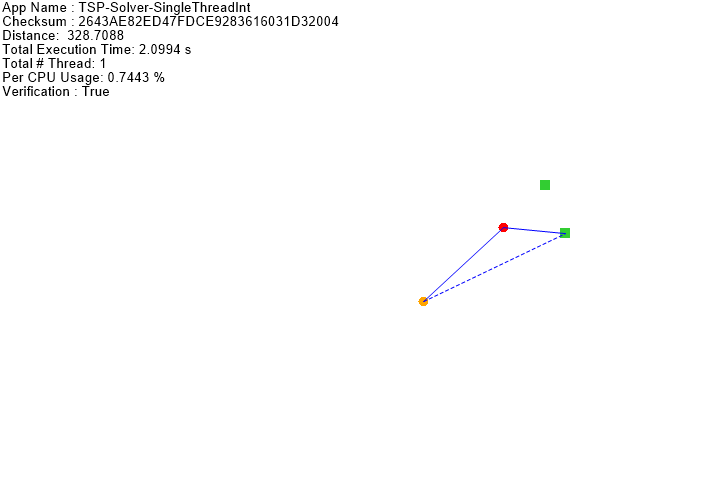 App Name : TSP-Solver-SingleThreadInt
Checksum : 2643AE82ED47FDCE9283616031D32004
Distance:  328.7088
Total Execution Time: 2.0994 s
Total # Thread: 1
Per CPU Usage: 0.7443 %
Verification : True